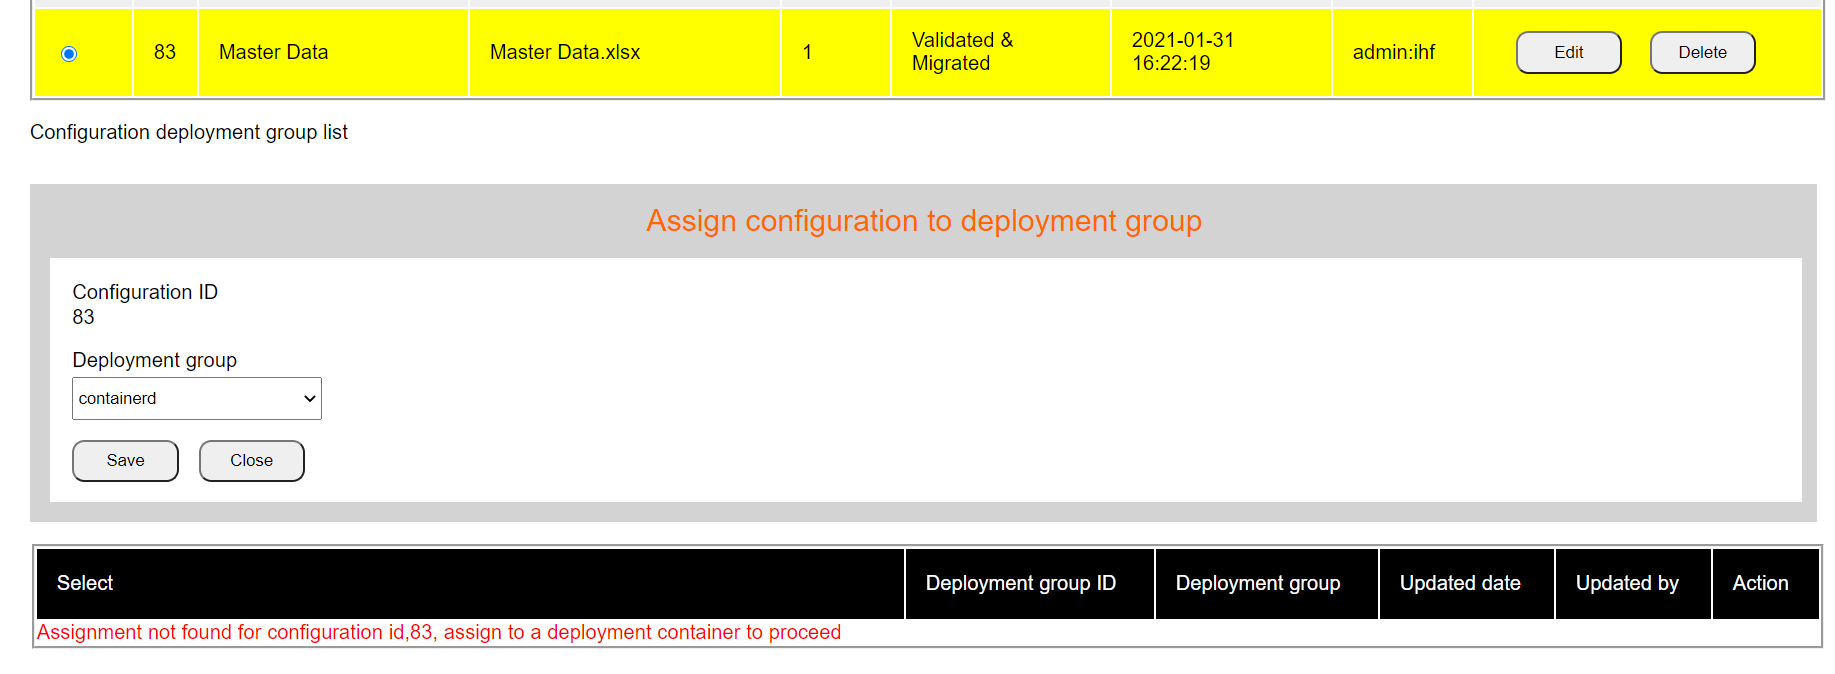 83 Master Data Master Data.xlsx 1 Validated & Migrated 2021-01-31 16:22:19 admin:ihf Edit Delete
Configuration deployment group list
Assign configuration to deployment group
Configuration ID
83
Deployment group
containerd
Save Close
Select Deployment group ID Deployment group Updated date Updated by Action
Assignment not found for configuration id,83, assign to a deployment container to proceed